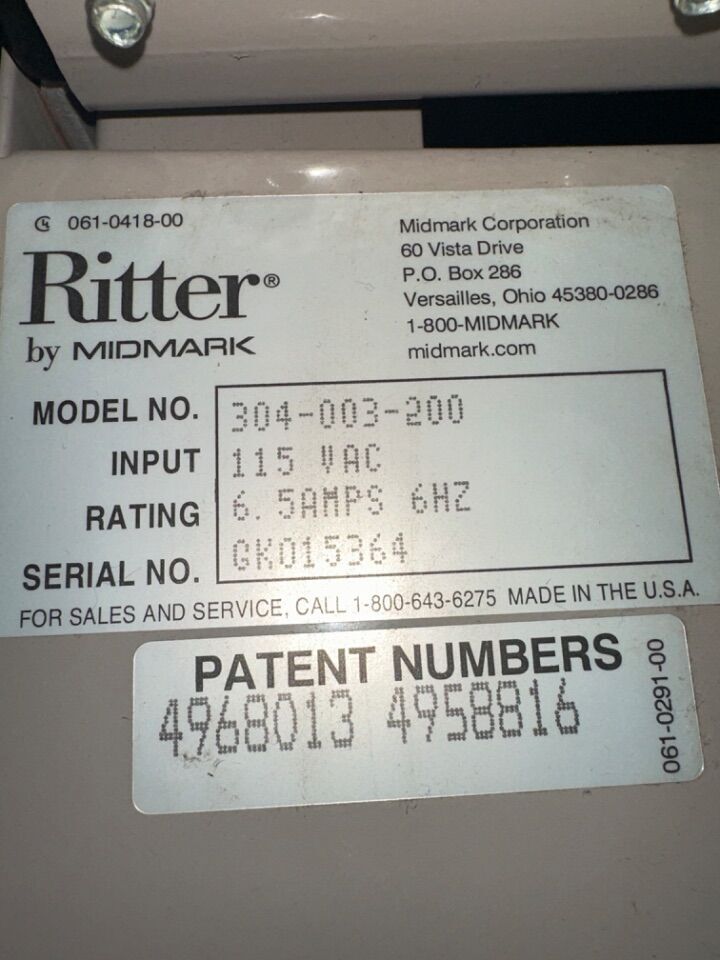 061-0418-00
Ritter®
by MIDMARK
Midmark Corporation
60 Vista Drive
P.O. Box 286
Versailles, Ohio 45380-0286
1-800-MIDMARK
midmark.com
MODEL NO. 304-003-200
INPUT 115 VAC
RATING 6.5AMPS 6HZ
SERIAL NO. GK015364
FOR SALES AND SERVICE, CALL 1-800-643-6275 MADE IN THE U.S.A.
PATENT NUMBERS
4968013 4958816
061-0291-00